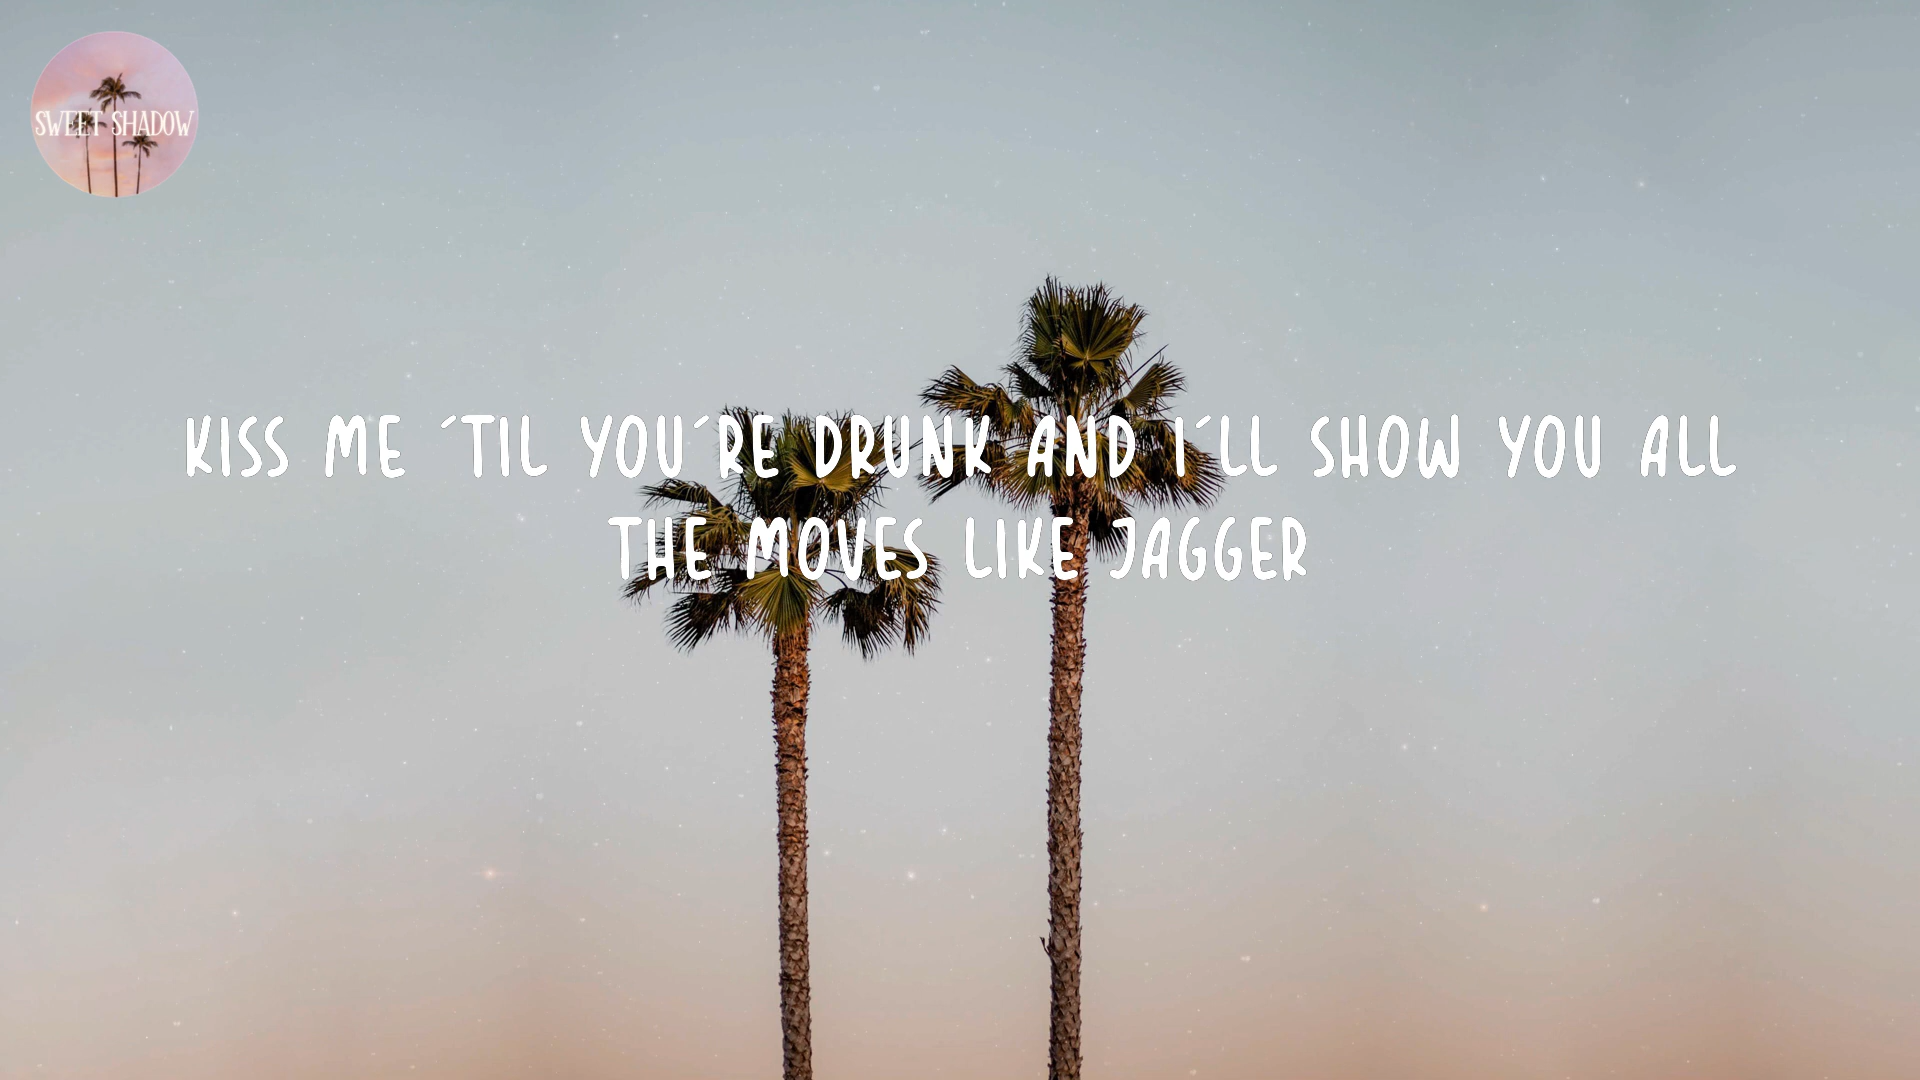 SWEET SHADOW
KISS ME ´TIL YOU´RE DRUNK AND I´LL SHOW YOU ALL
THE MOVES LIKE JAGGER